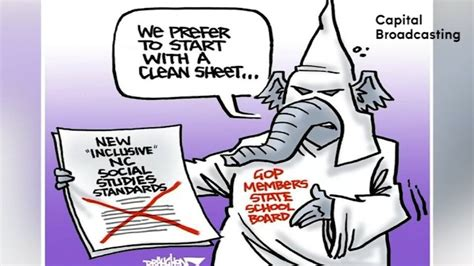 Capital
Broadcasting
WE PREFER
TO START
WITH A
CLEAN SHEET...
NEW
"INCLUSIVE"
NC
SOCIAL
STUDIES
STANDARDS
GOP
MEMBERS
STATE
SCHOOL
BOARD